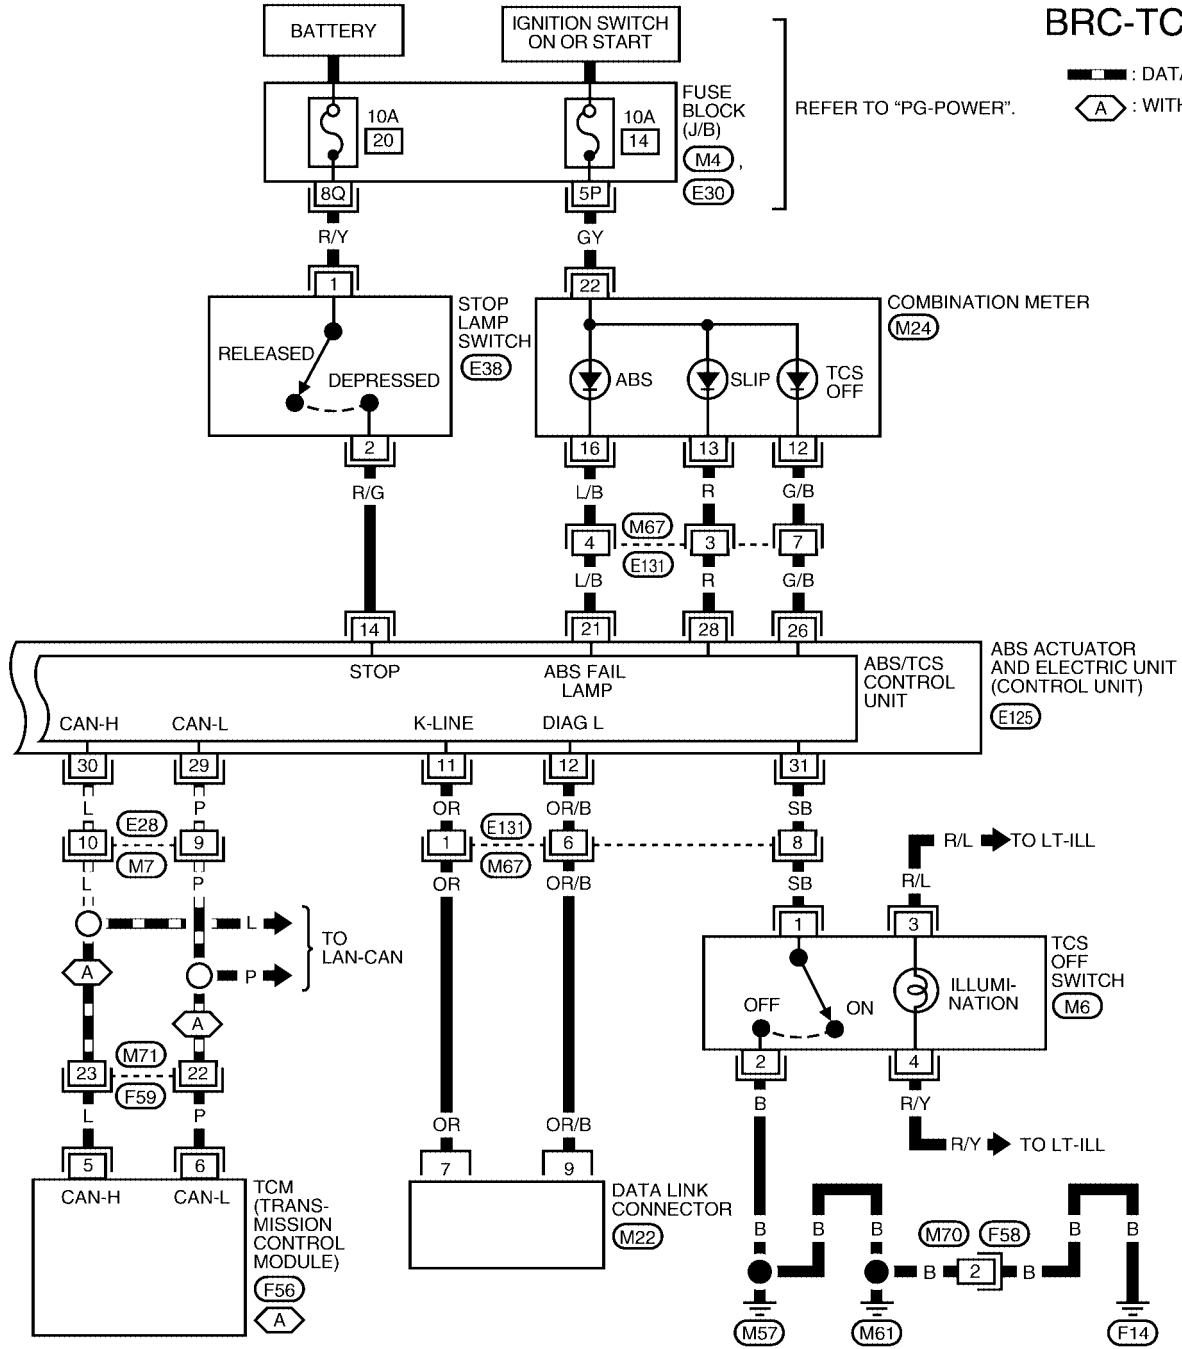 BRC-TC
BATTERY
IGNITION SWITCH
ON OR START
: DATA
A : WITH
REFER TO "PG-POWER".
FUSE
BLOCK
(J/B)
M4 ,
E30
10A
20
10A
14
8Q
5P
R/Y
GY
1
22
STOP
LAMP
SWITCH
E38
RELEASED
DEPRESSED
COMBINATION METER
M24
ABS
SLIP
TCS
OFF
2
16
13
12
R/G
L/B
R
G/B
4
M67
3
7
E131
L/B
R
G/B
14
21
28
26
STOP
ABS FAIL
LAMP
ABS/TCS
CONTROL
UNIT
ABS ACTUATOR
AND ELECTRIC UNIT
(CONTROL UNIT)
E125
CAN-H
CAN-L
K-LINE
DIAG L
30
29
11
12
31
L
P
OR
OR/B
SB
10
E28
9
1
E131
6
8
M7
M67
L
P
OR
OR/B
SB
R/L
TO LT-ILL
R/L
L
P
TO
LAN-CAN
A
A
1
3
TCS
OFF
SWITCH
M6
OFF
ON
ILLUMI-
NATION
23
M71
22
F59
2
4
L
P
OR
OR/B
B
R/Y
R/Y
TO LT-ILL
5
6
7
9
CAN-H
CAN-L
TCM
(TRANS-
MISSION
CONTROL
MODULE)
F56
A
DATA LINK
CONNECTOR
M22
B
B
B
M70
F58
B
B
B
2
B
M57
M61
F14